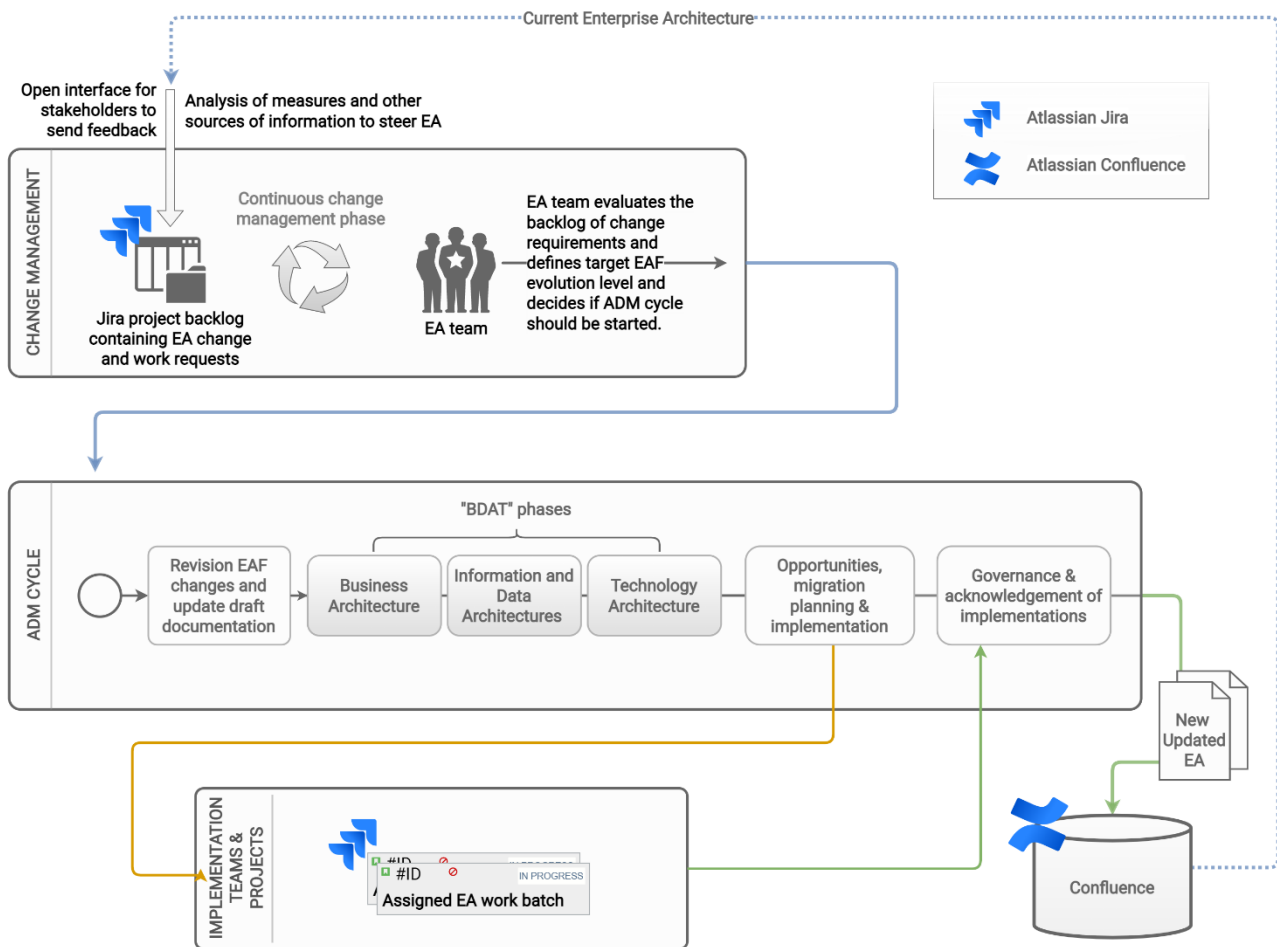 Current Enterprise Architecture
Open interface for
stakeholders to
send feedback
Analysis of measures and other
sources of information to steer EA
Atlassian Jira
Atlassian Confluence
CHANGE MANAGEMENT
Continuous change
management phase
Jira project backlog
containing EA change
and work requests
EA team
EA team evaluates the
backlog of change
requirements and
defines target EAF
evolution level and
decides if ADM cycle
should be started.
ADM CYCLE
"BDAT" phases
Revision EAF
changes and
update draft
documentation
Business
Architecture
Information and
Data
Architectures
Technology
Architecture
Opportunities,
migration
planning &
implementation
Governance &
acknowledgement of
implementations
New
Updated
EA
IMPLEMENTATION
TEAMS &
PROJECTS
#ID
IN PROGRESS
#ID
IN PROGRESS
Assigned EA work batch
Confluence